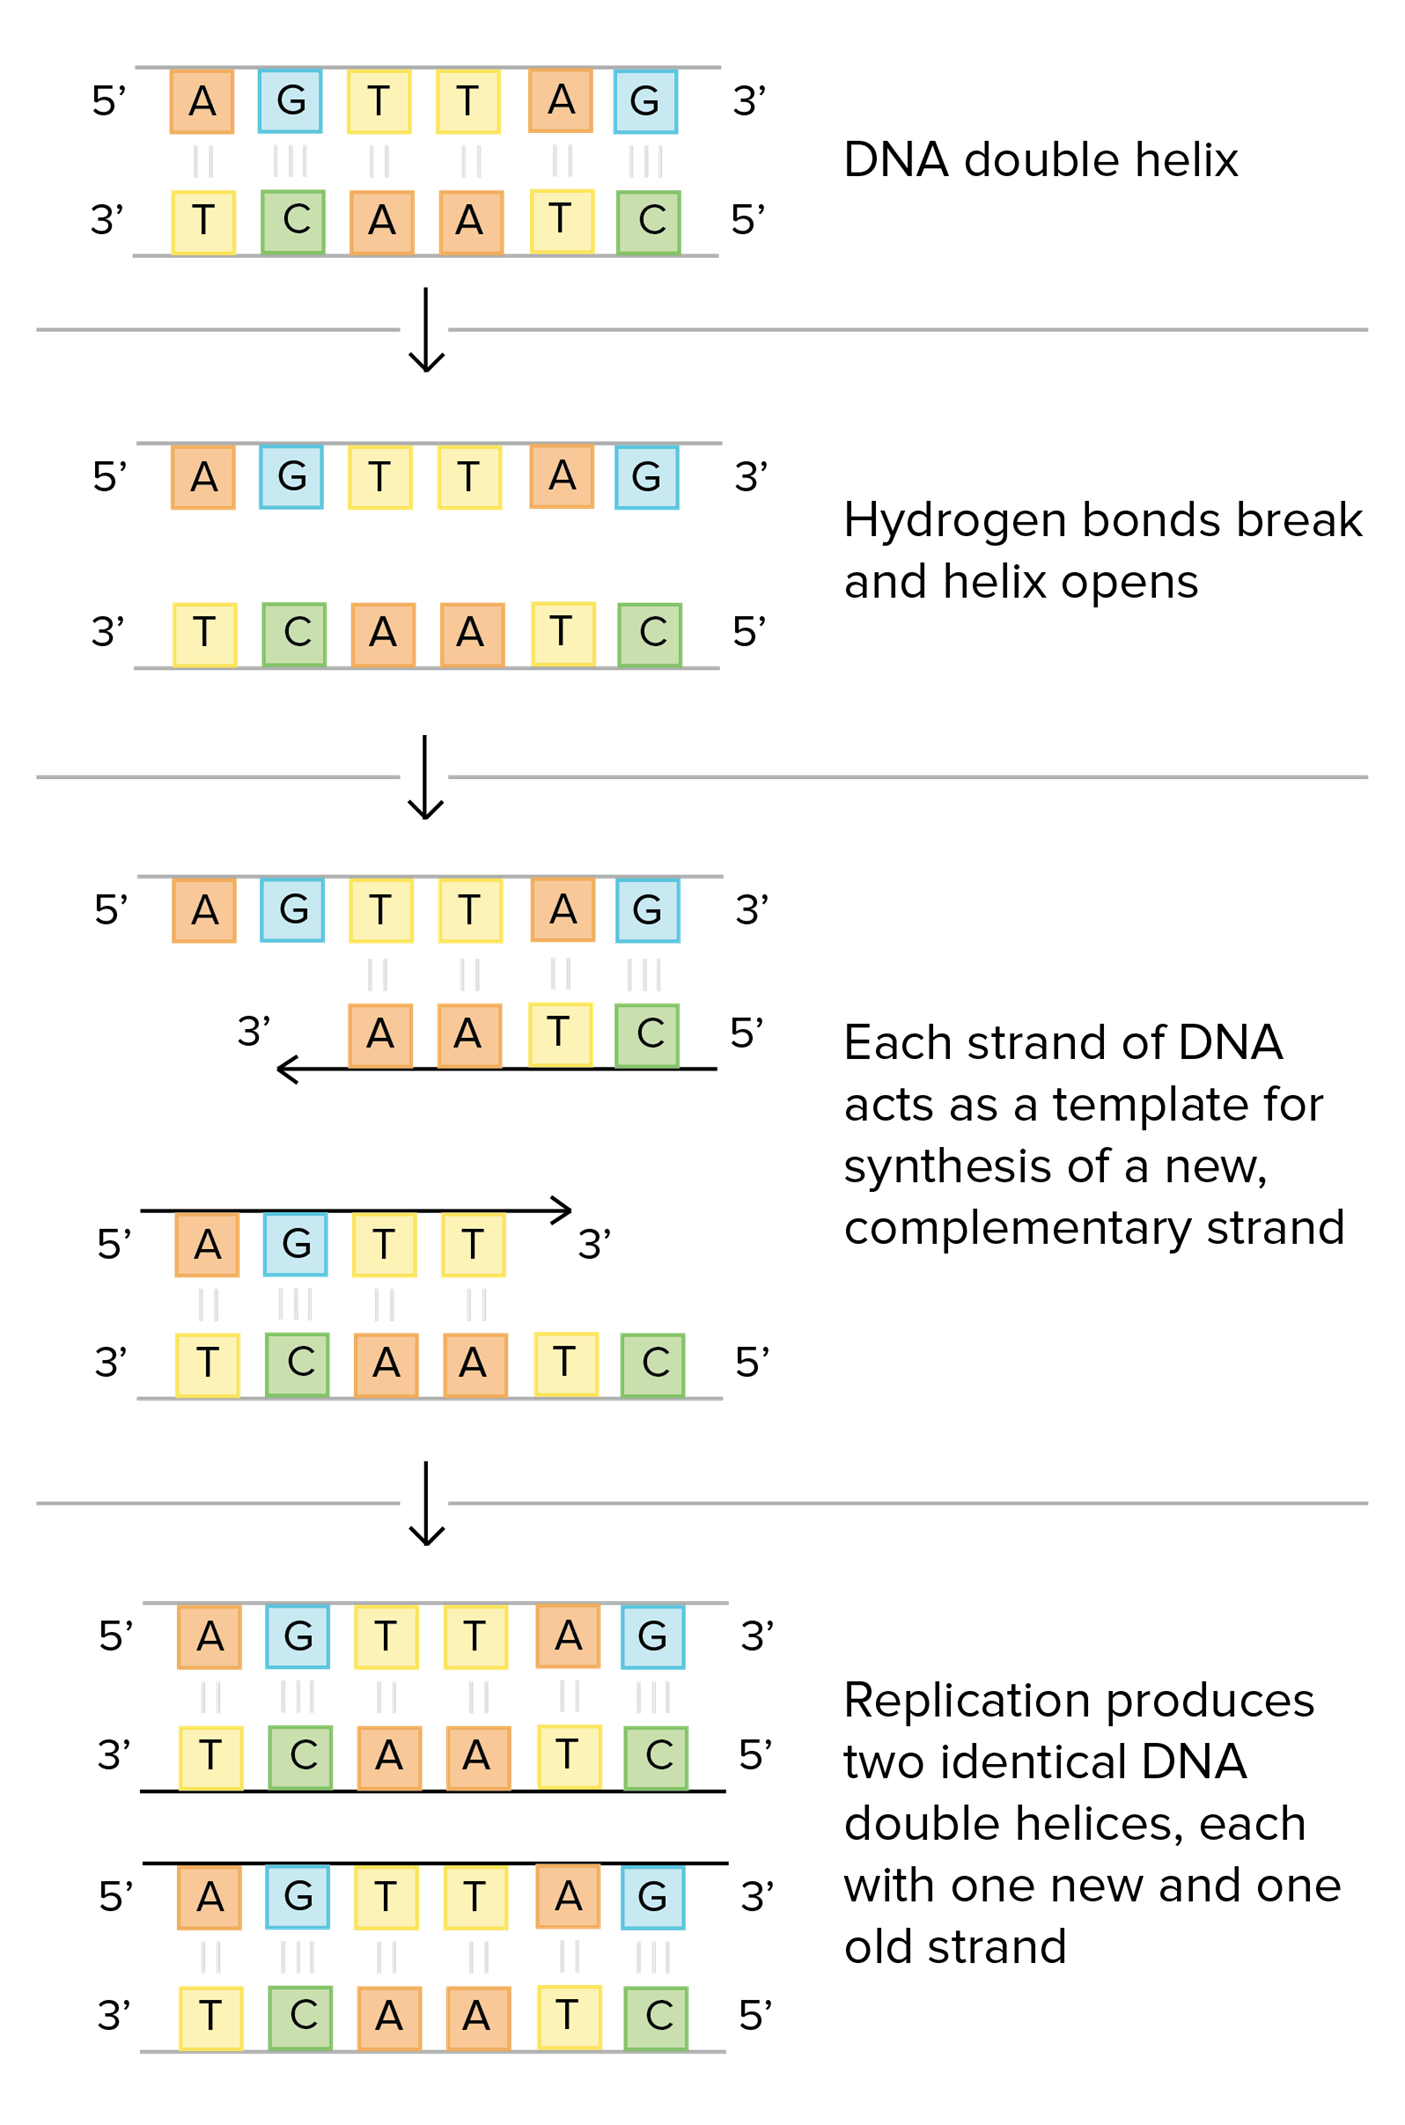 5’ A G T T A G 3’
DNA double helix
3’ T C A A T C 5’
5’ A G T T A G 3’
Hydrogen bonds break
and helix opens
3’ T C A A T C 5’
5’ A G T T A G 3’
3’ A A T C 5’
Each strand of DNA
acts as a template for
synthesis of a new,
complementary strand
5’ A G T T 3’
3’ T C A A T C 5’
5’ A G T T A G 3’
3’ T C A A T C 5’
Replication produces
two identical DNA
double helices, each
with one new and one
old strand
5’ A G T T A G 3’
3’ T C A A T C 5’